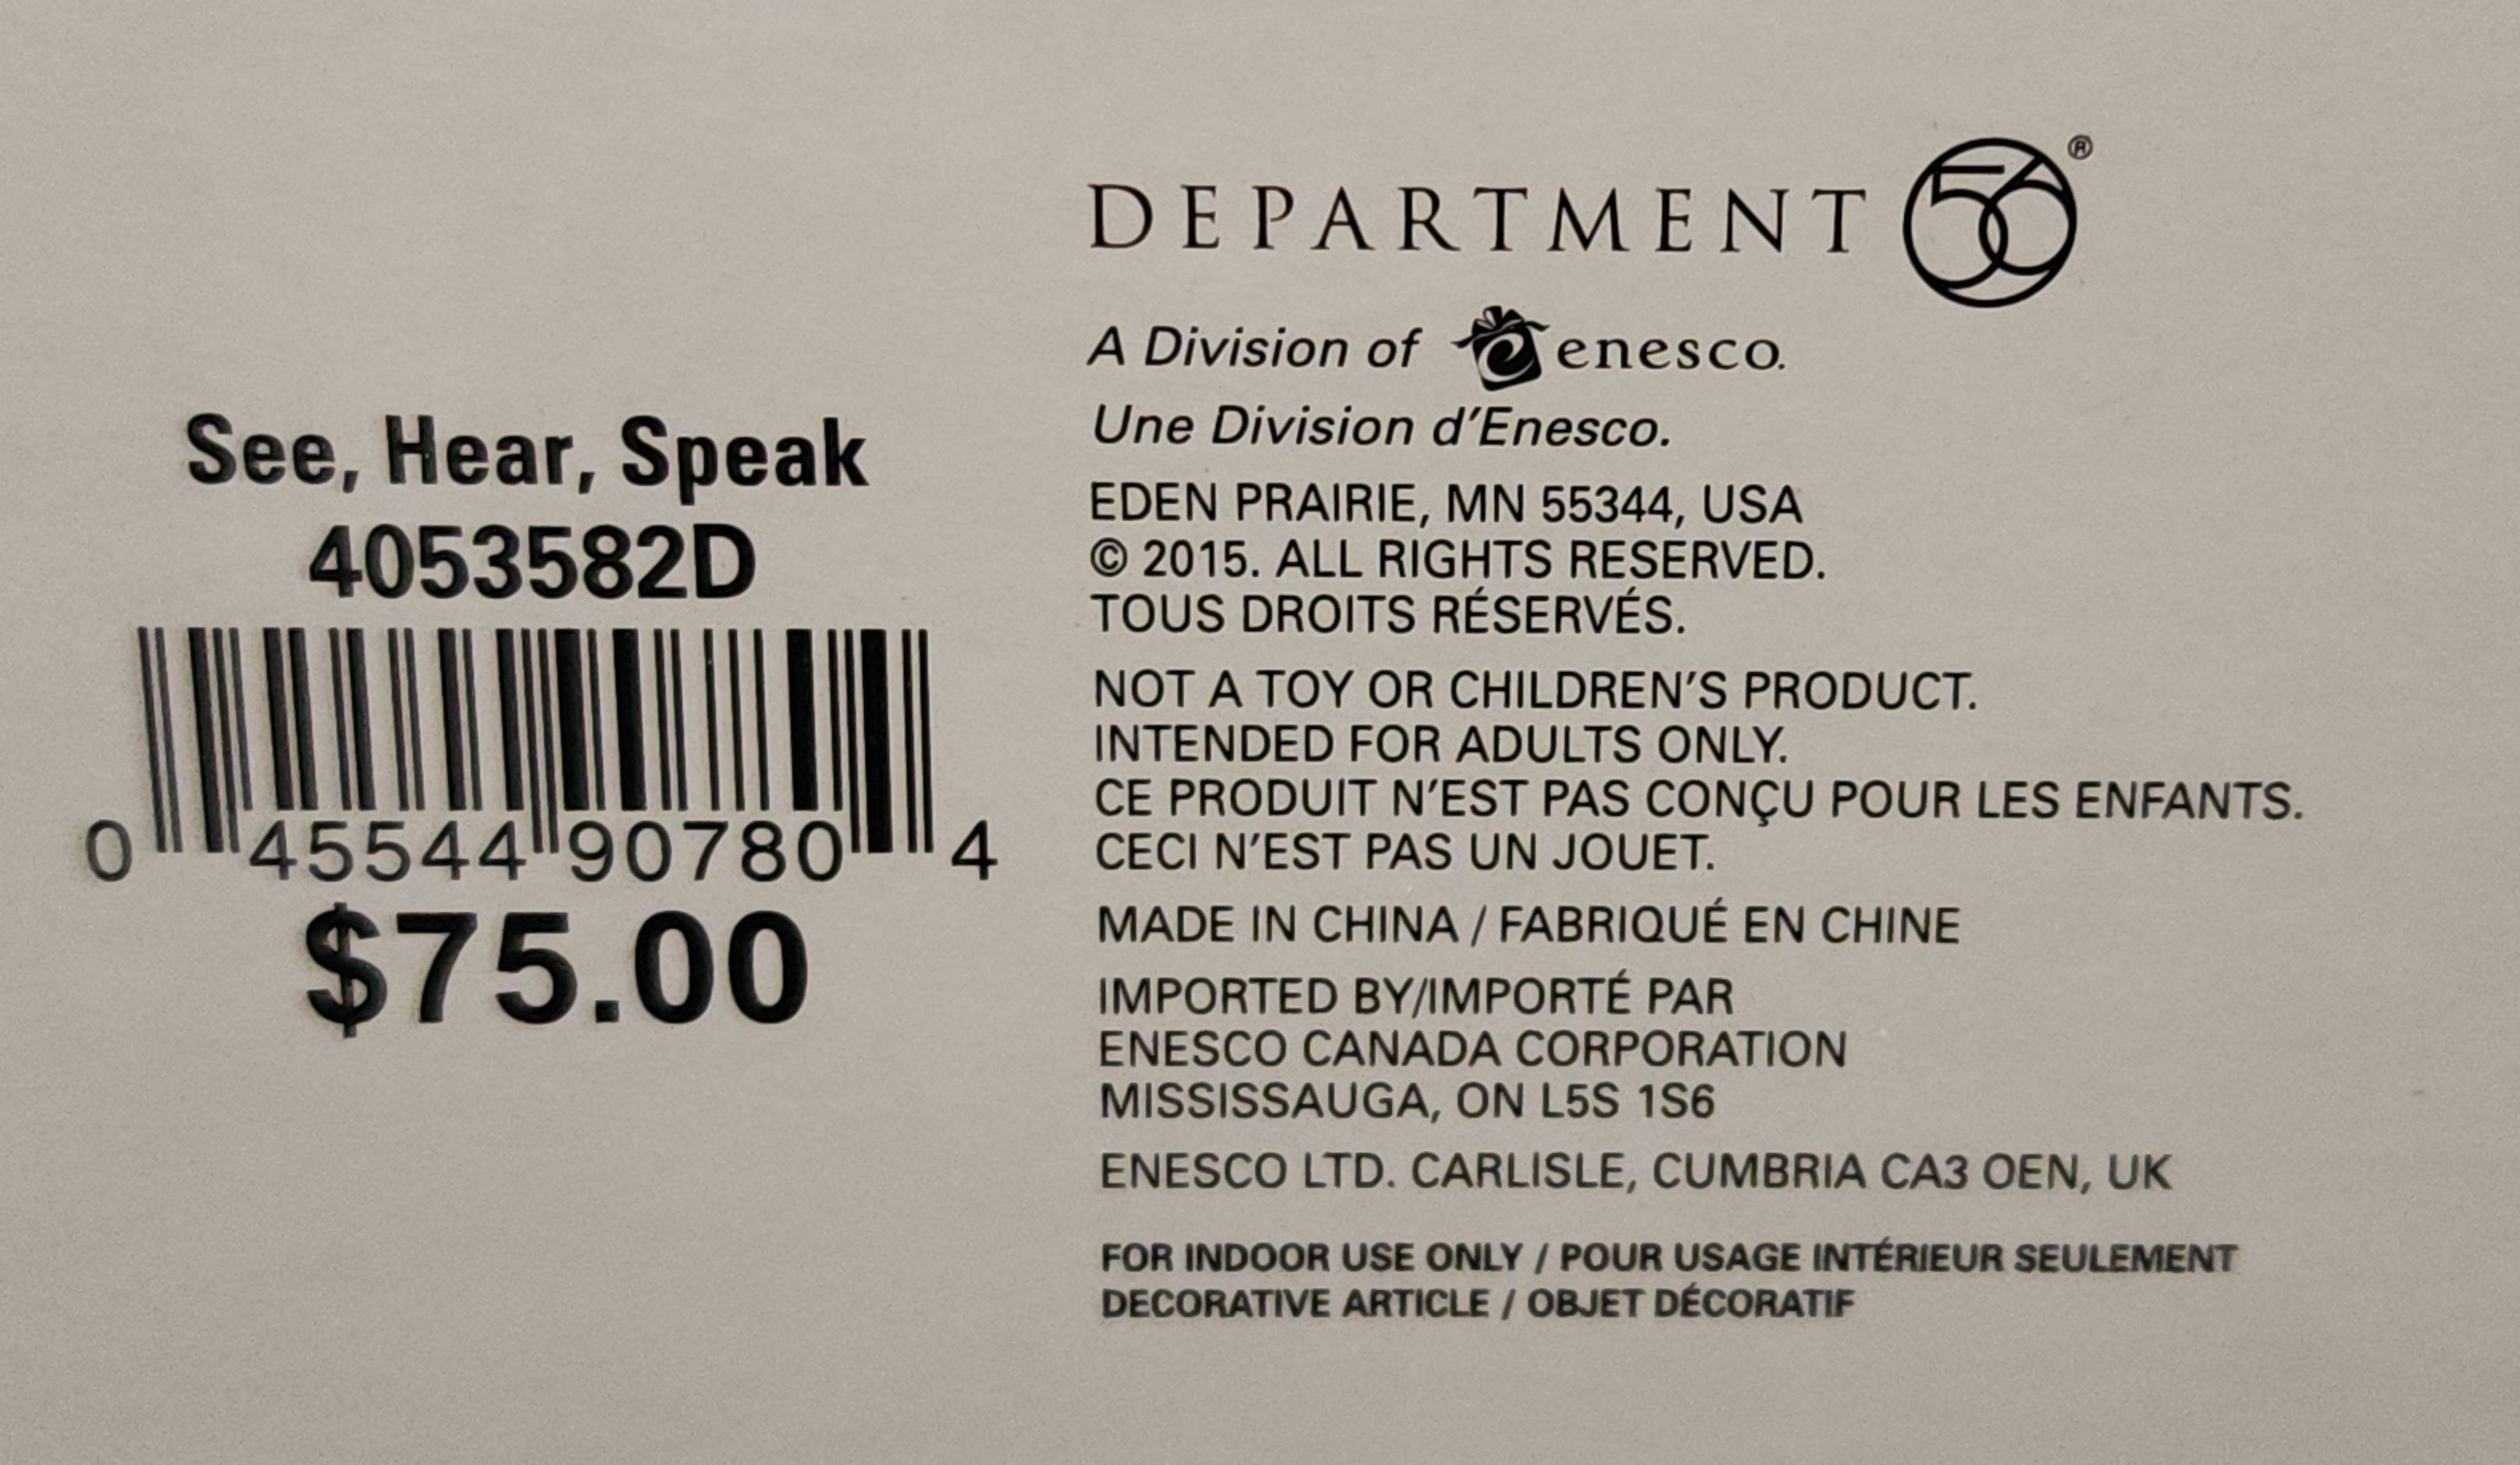 See, Hear, Speak
4053582D
0 45544 90780 4
$75.00
DEPARTMENT 56®
A Division of enesco.
Une Division d'Enesco.
EDEN PRAIRIE, MN 55344, USA
© 2015. ALL RIGHTS RESERVED.
TOUS DROITS RÉSERVÉS.
NOT A TOY OR CHILDREN'S PRODUCT.
INTENDED FOR ADULTS ONLY.
CE PRODUIT N'EST PAS CONÇU POUR LES ENFANTS.
CECI N'EST PAS UN JOUET.
MADE IN CHINA / FABRIQUÉ EN CHINE
IMPORTED BY/IMPORTÉ PAR
ENESCO CANADA CORPORATION
MISSISSAUGA, ON L5S 1S6
ENESCO LTD. CARLISLE, CUMBRIA CA3 OEN, UK
FOR INDOOR USE ONLY / POUR USAGE INTÉRIEUR SEULEMENT
DECORATIVE ARTICLE / OBJET DÉCORATIF